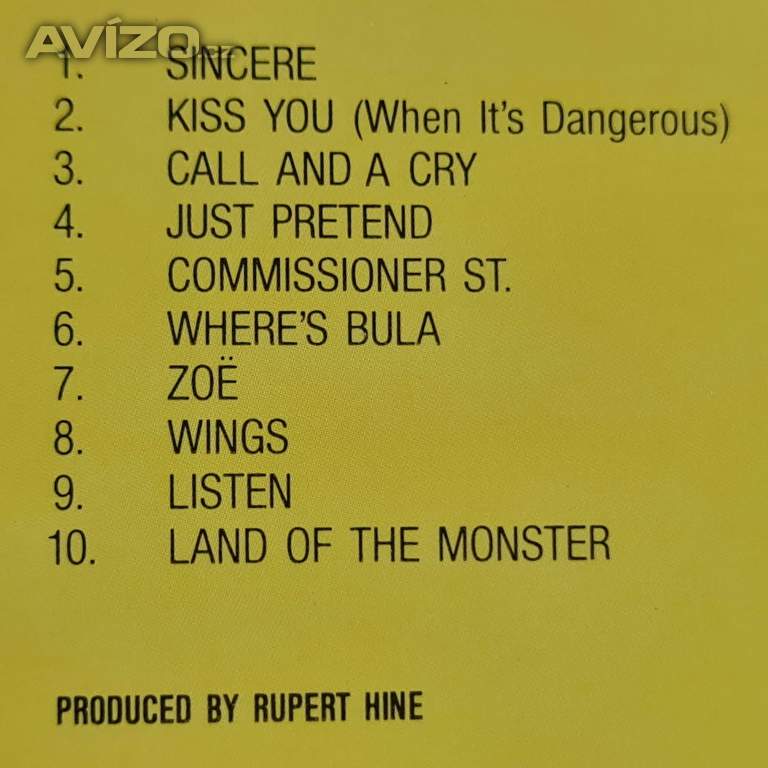 AVÍZO.cz
1. SINCERE
2. KISS YOU (When It's Dangerous)
3. CALL AND A CRY
4. JUST PRETEND
5. COMMISSIONER ST.
6. WHERE'S BULA
7. ZOË
8. WINGS
9. LISTEN
10. LAND OF THE MONSTER
PRODUCED BY RUPERT HINE